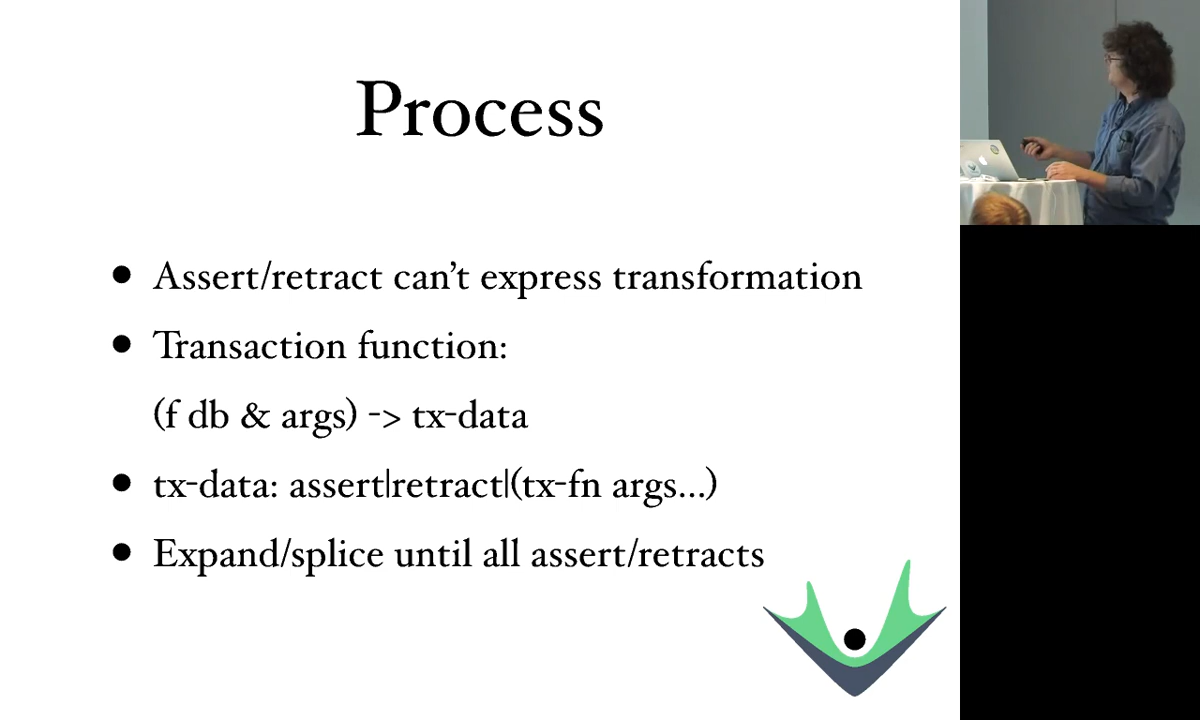 Process
• Assert/retract can’t express transformation
• Transaction function:
(f db & args) -> tx-data
• tx-data: assert|retract|(tx-fn args...)
• Expand/splice until all assert/retracts